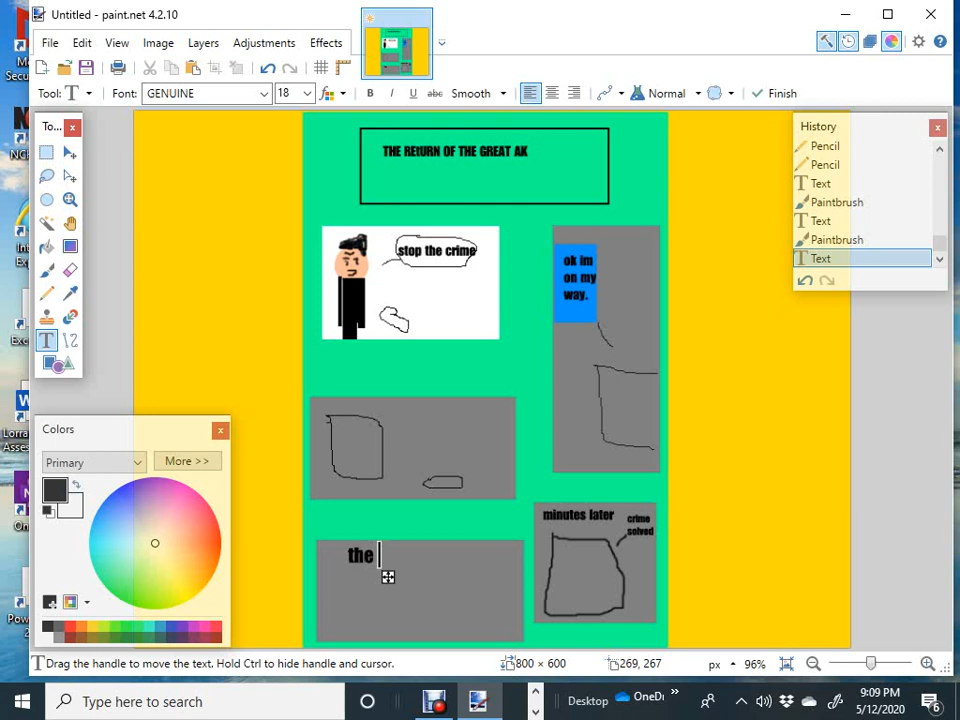 Untitled - paint.net 4.2.10
File Edit View Image Layers Adjustments Effects
Tool: T Font: GENUINE 18 B I U abc Smooth Normal Finish
To... x
History x
Pencil
Pencil
Text
Paintbrush
Text
Paintbrush
Text
THE REtURN OF THE GREAT AK
stop the crime
ok im
on my
way.
minutes later
crime
solved
the
Colors x
Primary More >>
Drag the handle to move the text. Hold Ctrl to hide handle and cursor. 800 × 600 269, 267 px 96%
Type here to search Desktop OneDr » 9:09 PM
5/12/2020 6